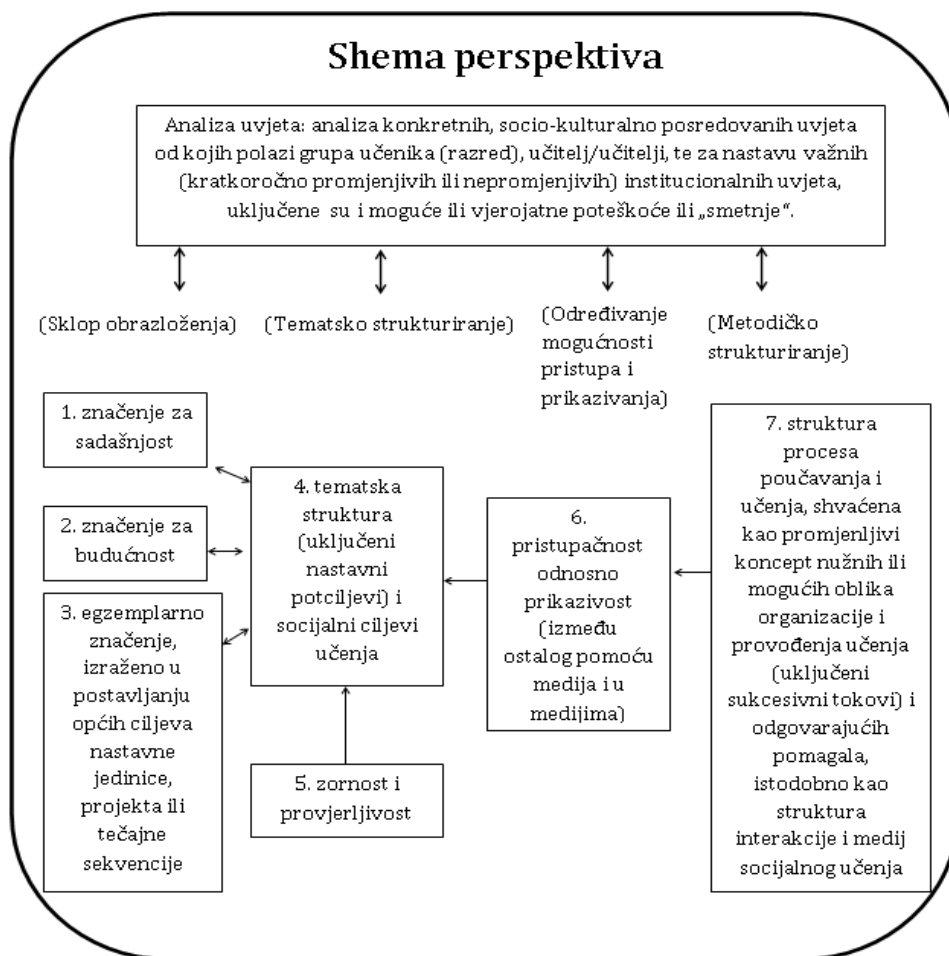 Shema perspektiva
Analiza uvjeta: analiza konkretnih, socio-kulturalno posredovanih uvjeta
od kojih polazi grupa učenika (razred), učitelj/učitelji, te za nastavu važnih
(kratkoročno promjenjivih ili nepromjenjivih) institucionalnih uvjeta,
uključene su i moguće ili vjerojatne poteškoće ili „smetnje“.
(Sklop obrazloženja)
(Tematsko strukturiranje)
(Određivanje
mogućnosti
pristupa i
prikazivanja)
(Metodičko
strukturiranje)
1. značenje za
sadašnjost
2. značenje za
budućnost
3. egzemplarno
značenje,
izraženo u
postavljanju
općih ciljeva
nastavne
jedinice,
projekta ili
tečajne
sekvencije
4. tematska
struktura
(uključeni
nastavni
potciljevi) i
socijalni ciljevi
učenja
5. zornost i
provjerljivost
6.
pristupačnost
odnosno
prikazivost
(između
ostalog pomoću
medija i u
medijima)
7. struktura
procesa
poučavanja i
učenja, shvaćena
kao promjenljivi
koncept nužnih ili
mogućih oblika
organizacije i
provođenja učenja
(uključeni
sukcesivni tokovi) i
odgovarajućih
pomagala,
istodobno kao
struktura
interakcije i medij
socijalnog učenja